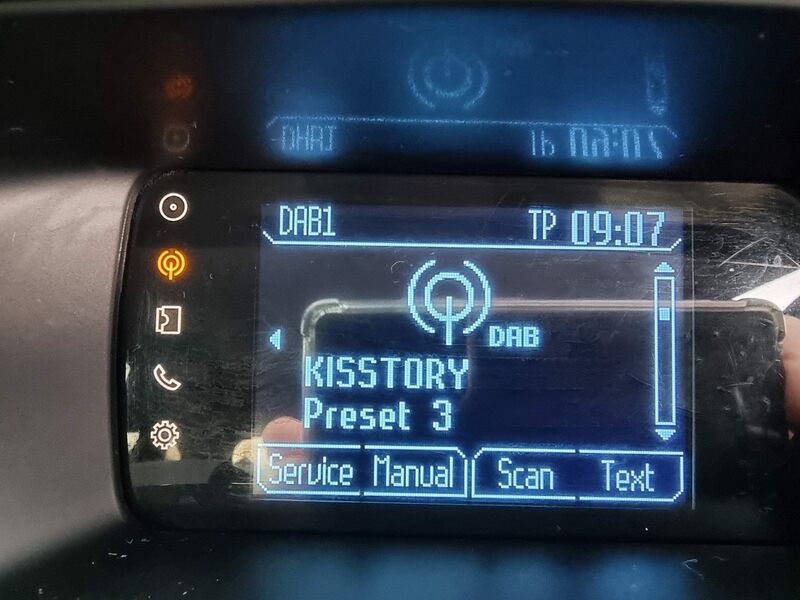 DAB1 TP 09:07
DAB
KISSTORY
Preset 3
Service Manual Scan Text